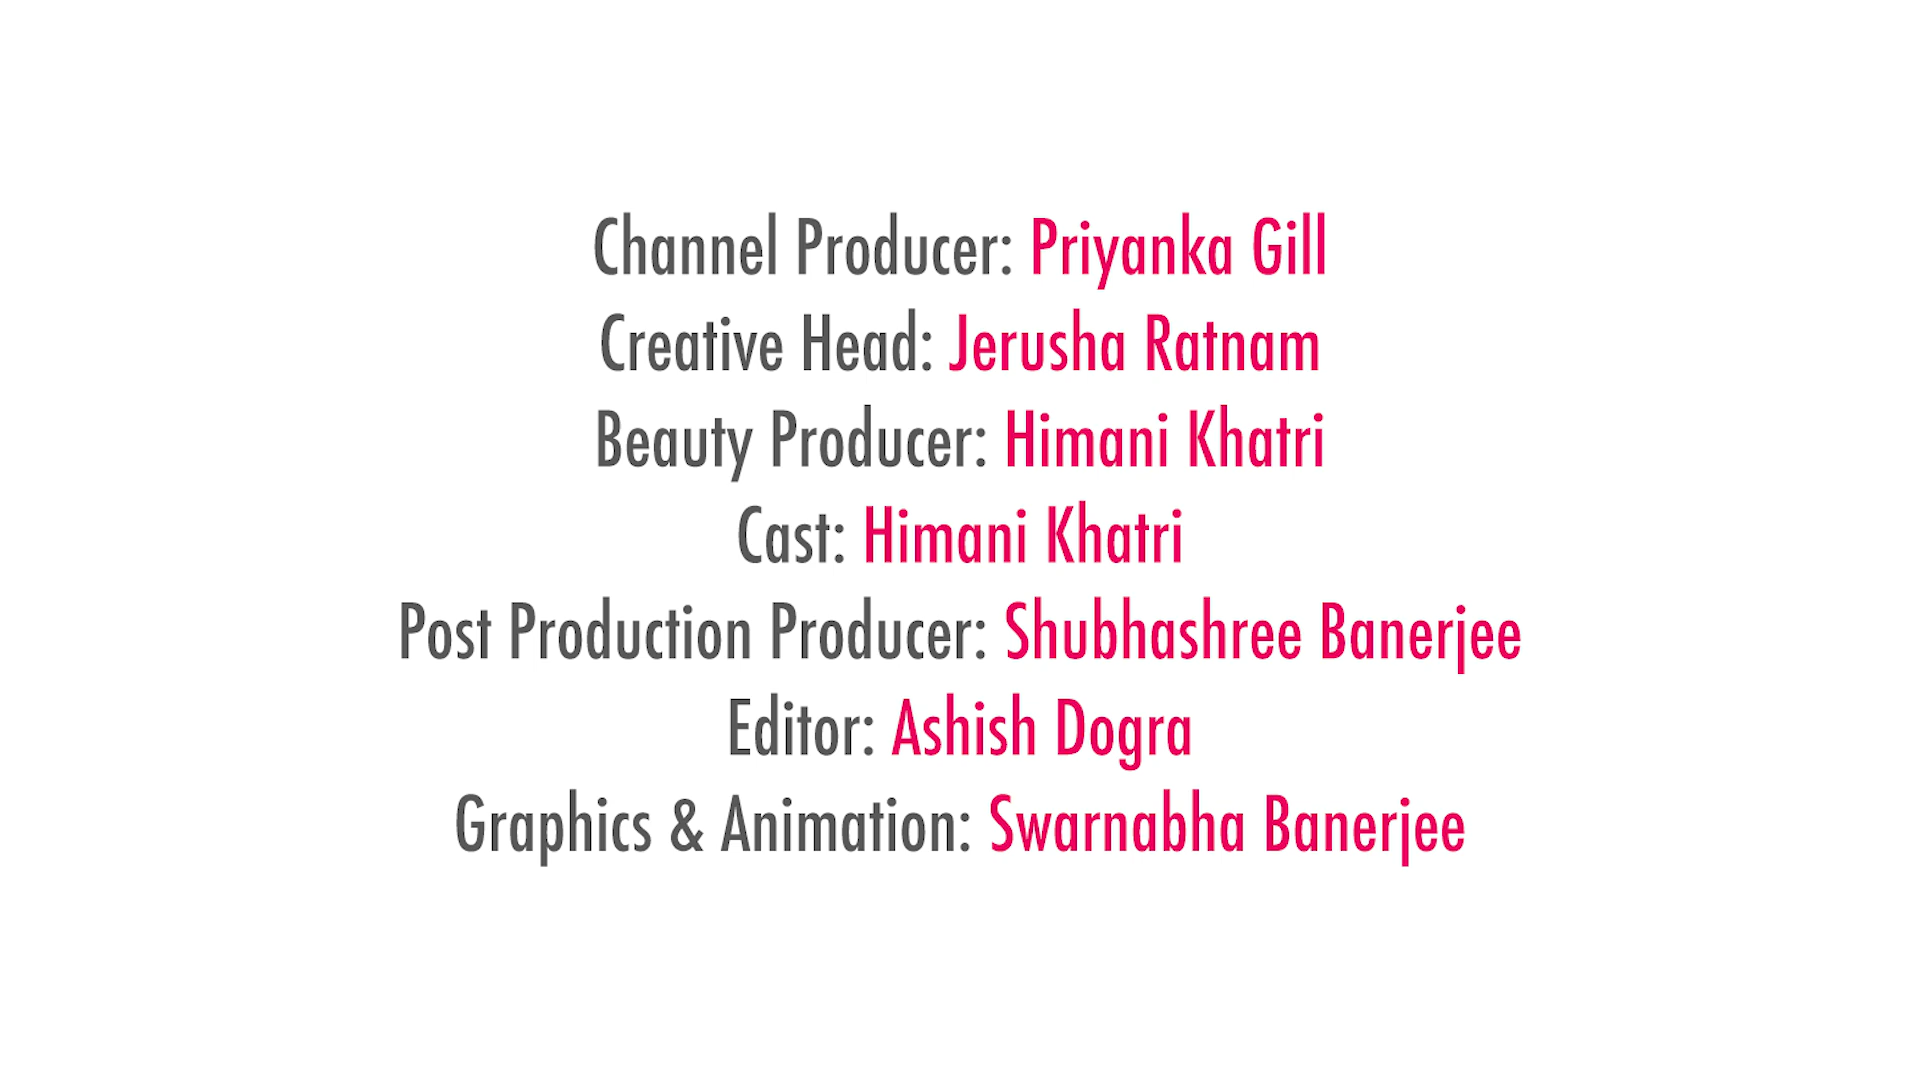 Channel Producer: Priyanka Gill
Creative Head: Jerusha Ratnam
Beauty Producer: Himani Khatri
Cast: Himani Khatri
Post Production Producer: Shubhashree Banerjee
Editor: Ashish Dogra
Graphics & Animation: Swarnabha Banerjee